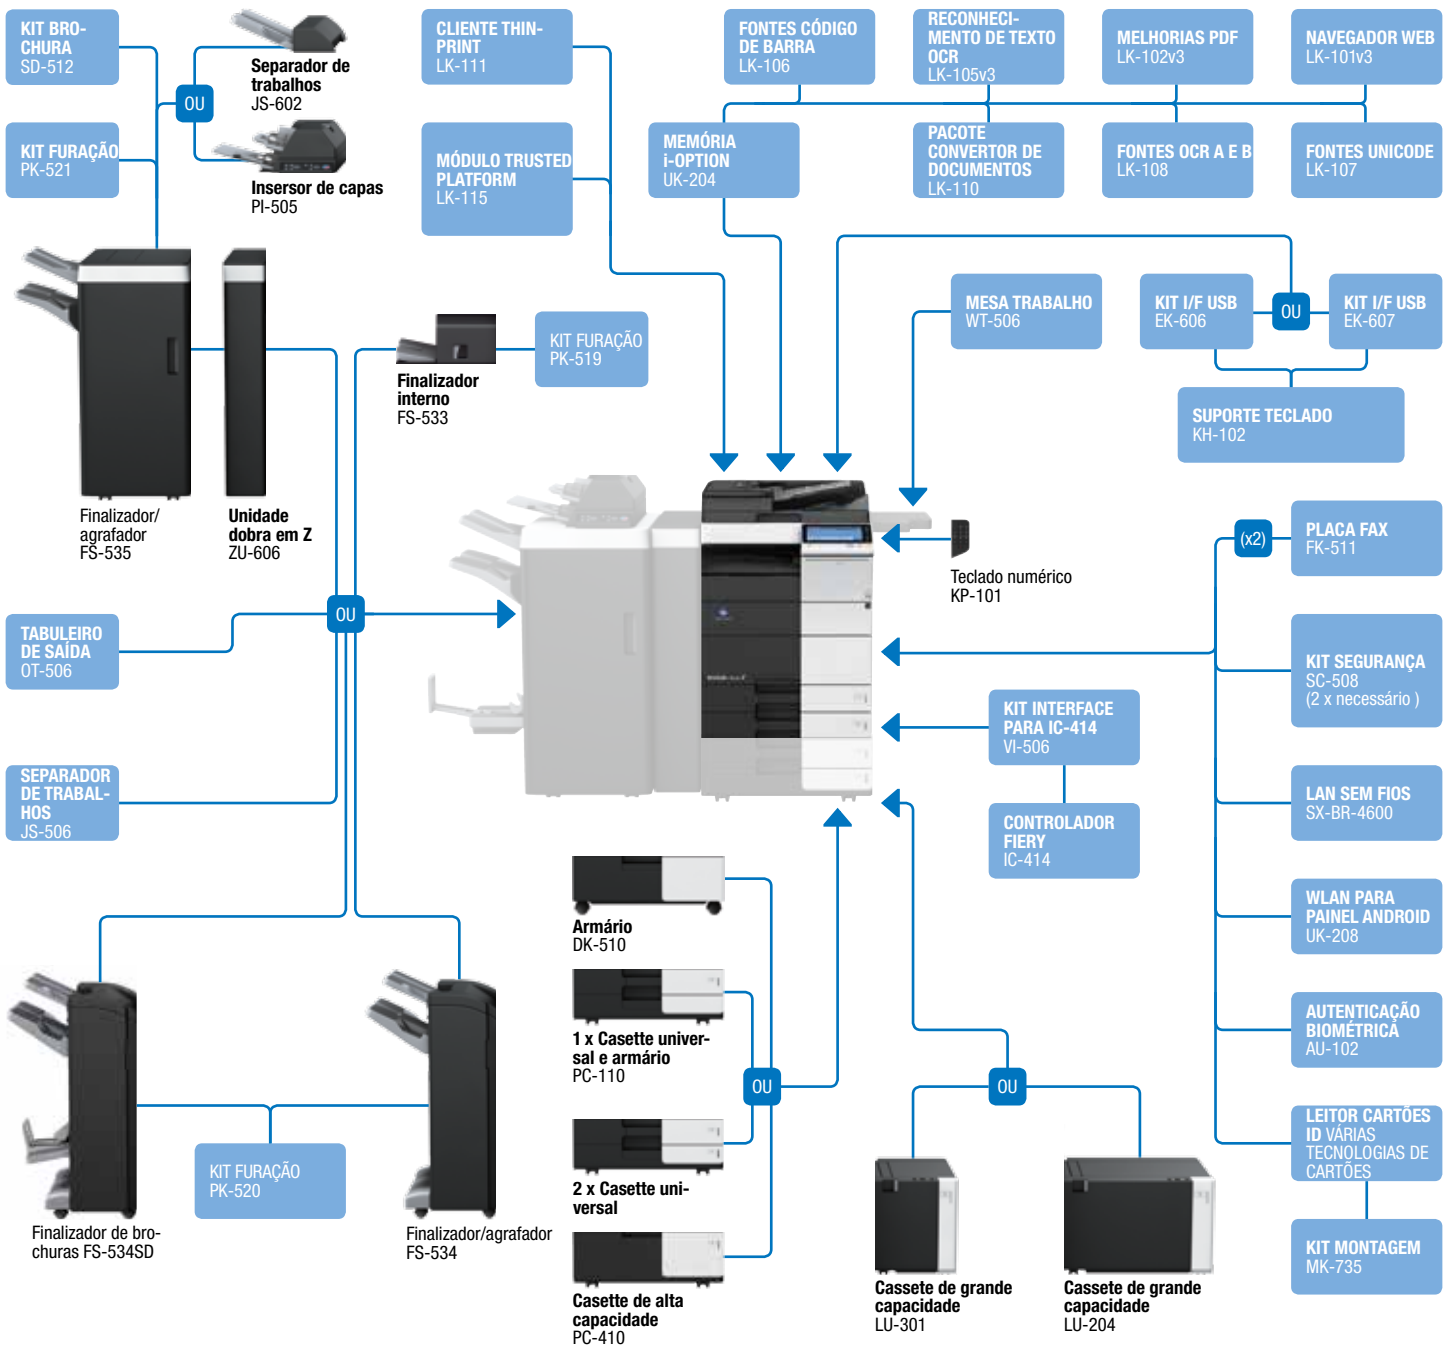 KIT BRO-
CHURA
SD-512
KIT FURAÇÃO
PK-521
OU
Separador de
trabalhos
JS-602
Insersor de capas
PI-505
CLIENTE THIN-
PRINT
LK-111
MÓDULO TRUSTED
PLATFORM
LK-115
FONTES CÓDIGO
DE BARRA
LK-106
RECONHECI-
MENTO DE TEXTO
OCR
LK-105v3
MELHORIAS PDF
LK-102v3
NAVEGADOR WEB
LK-101v3
MEMÓRIA
i-OPTION
UK-204
PACOTE
CONVERTOR DE
DOCUMENTOS
LK-110
FONTES OCR A E B
LK-108
FONTES UNICODE
LK-107
MESA TRABALHO
WT-506
KIT I/F USB
EK-606
OU
KIT I/F USB
EK-607
SUPORTE TECLADO
KH-102
KIT FURAÇÃO
PK-519
Finalizador
interno
FS-533
Finalizador/
agrafador
FS-535
Unidade
dobra em Z
ZU-606
Teclado numérico
KP-101
(x2)
PLACA FAX
FK-511
OU
TABULEIRO
DE SAÍDA
OT-506
KIT SEGURANÇA
SC-508
(2 x necessário )
KIT INTERFACE
PARA IC-414
VI-506
SEPARADOR
DE TRABAL-
HOS
JS-506
CONTROLADOR
FIERY
IC-414
LAN SEM FIOS
SX-BR-4600
WLAN PARA
PAINEL ANDROID
UK-208
AUTENTICAÇÃO
BIOMÉTRICA
AU-102
LEITOR CARTÕES
ID VÁRIAS
TECNOLOGIAS DE
CARTÕES
KIT MONTAGEM
MK-735
Armário
DK-510
1 x Casette univer-
sal e armário
PC-110
OU
2 x Casette uni-
versal
Casette de alta
capacidade
PC-410
OU
Cassete de grande
capacidade
LU-301
Cassete de grande
capacidade
LU-204
KIT FURAÇÃO
PK-520
Finalizador de bro-
churas FS-534SD
Finalizador/agrafador
FS-534